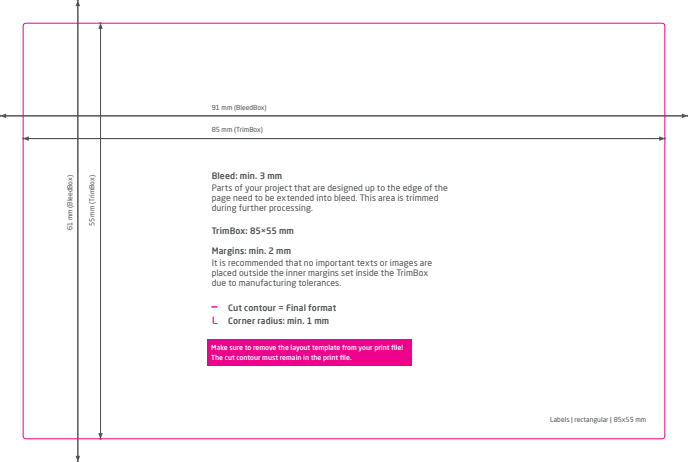 91 mm (BleedBox)
85 mm (TrimBox)
61 mm (BleedBox)
55 mm (TrimBox)
Bleed: min. 3 mm
Parts of your project that are designed up to the edge of the
page need to be extended into bleed. This area is trimmed
during further processing.
TrimBox: 85×55 mm
Margins: min. 2 mm
It is recommended that no important texts or images are
placed outside the inner margins set inside the TrimBox
due to manufacturing tolerances.
Cut contour = Final format
Corner radius: min. 1 mm
Make sure to remove the layout template from your print file!
The cut contour must remain in the print file.
Labels | rectangular | 85x55 mm